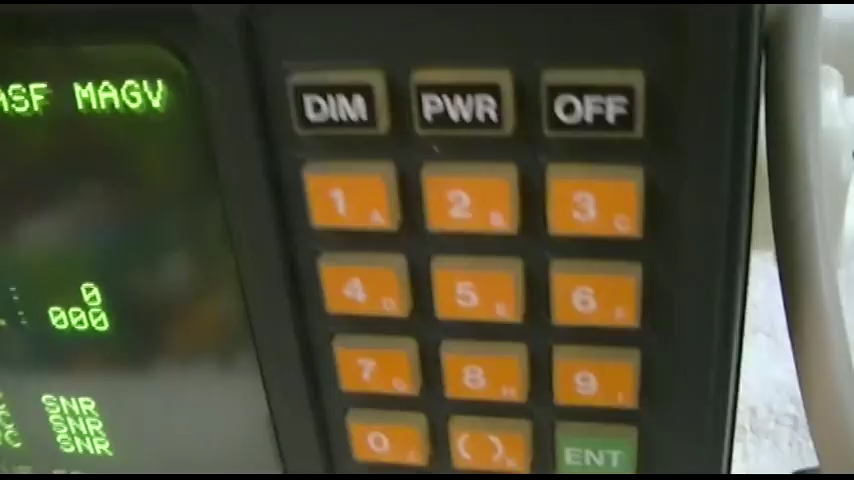 ASF MAGV
DIM PWR OFF
1 A 2 B 3 C
0
4 D 5 E 6 F
000
7 G 8 H 9 I
SNR
0 ( )
C SNR
C SNR
ENT